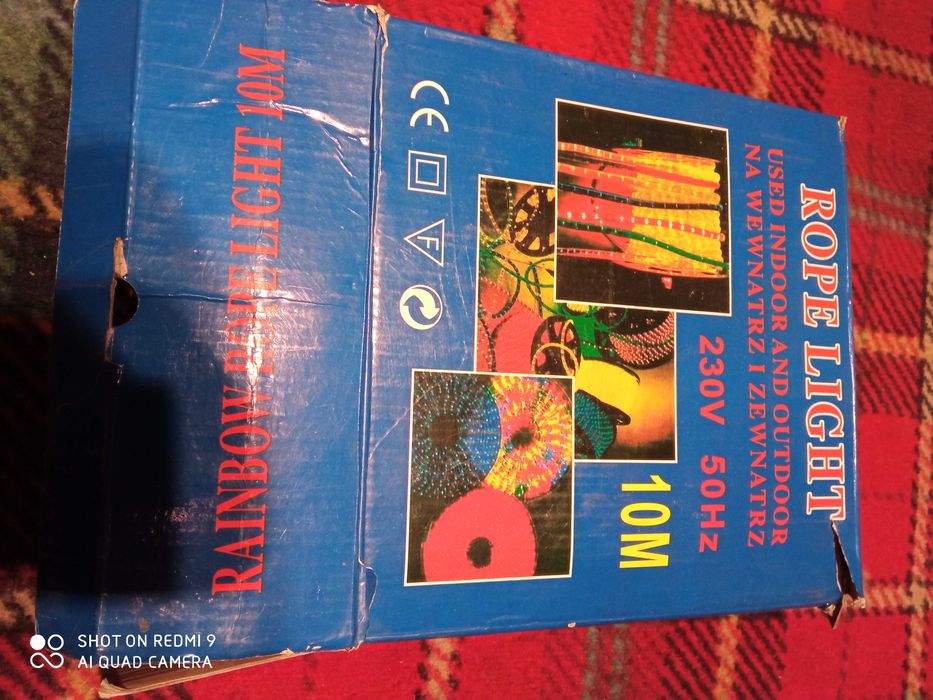 ROPE LIGHT
USED INDOOR AND OUTDOOR
NA WEWNATRZ I ZEWNATRZ
230V 50Hz
10M
CE
F
RAINBOW ROPE LIGHT 10M
SHOT ON REDMI 9
AI QUAD CAMERA